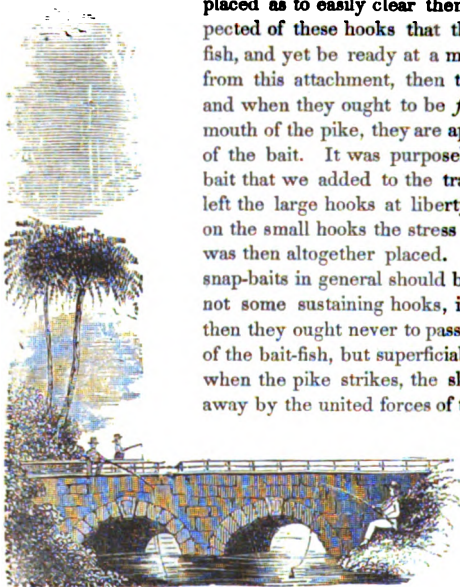 placed as to easily clear them
pected of these hooks that th
fish, and yet be ready at a m
from this attachment, then t
and when they ought to be f
mouth of the pike, they are ap
of the bait. It was purpose
bait that we added to the tra
left the large hooks at liberty
on the small hooks the stress
was then altogether placed.
snap-baits in general should b
not some sustaining hooks, i
then they ought never to pass
of the bait-fish, but superficial
when the pike strikes, the sl
away by the united forces of t